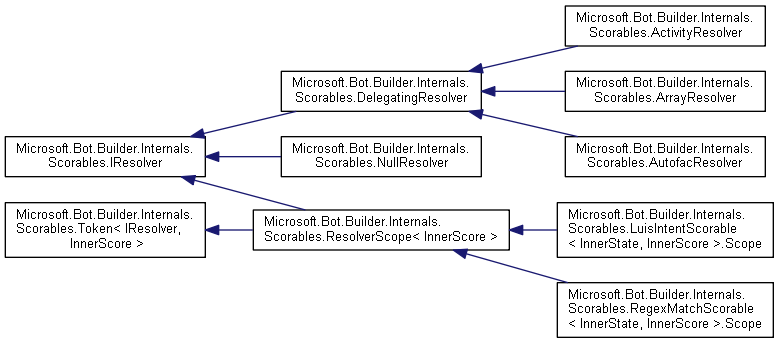 Microsoft.Bot.Builder.Internals.
Scorables.ActivityResolver
Microsoft.Bot.Builder.Internals.
Scorables.DelegatingResolver
Microsoft.Bot.Builder.Internals.
Scorables.ArrayResolver
Microsoft.Bot.Builder.Internals.
Scorables.IResolver
Microsoft.Bot.Builder.Internals.
Scorables.NullResolver
Microsoft.Bot.Builder.Internals.
Scorables.AutofacResolver
Microsoft.Bot.Builder.Internals.
Scorables.Token< IResolver,
InnerScore >
Microsoft.Bot.Builder.Internals.
Scorables.ResolverScope< InnerScore >
Microsoft.Bot.Builder.Internals.
Scorables.LuisIntentScorable
< InnerState, InnerScore >.Scope
Microsoft.Bot.Builder.Internals.
Scorables.RegexMatchScorable
< InnerState, InnerScore >.Scope